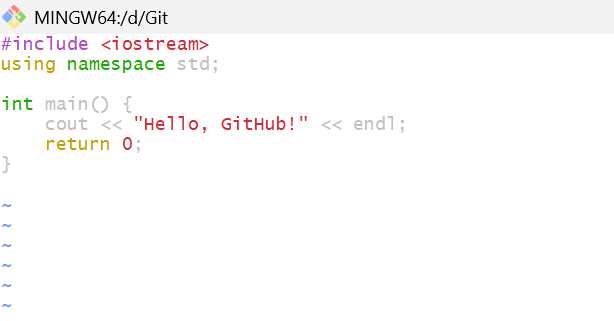 MINGW64:/d/Git
#include <iostream>
using namespace std;

int main() {
    cout << "Hello, GitHub!" << endl;
    return 0;
}

~
~
~
~
~
~